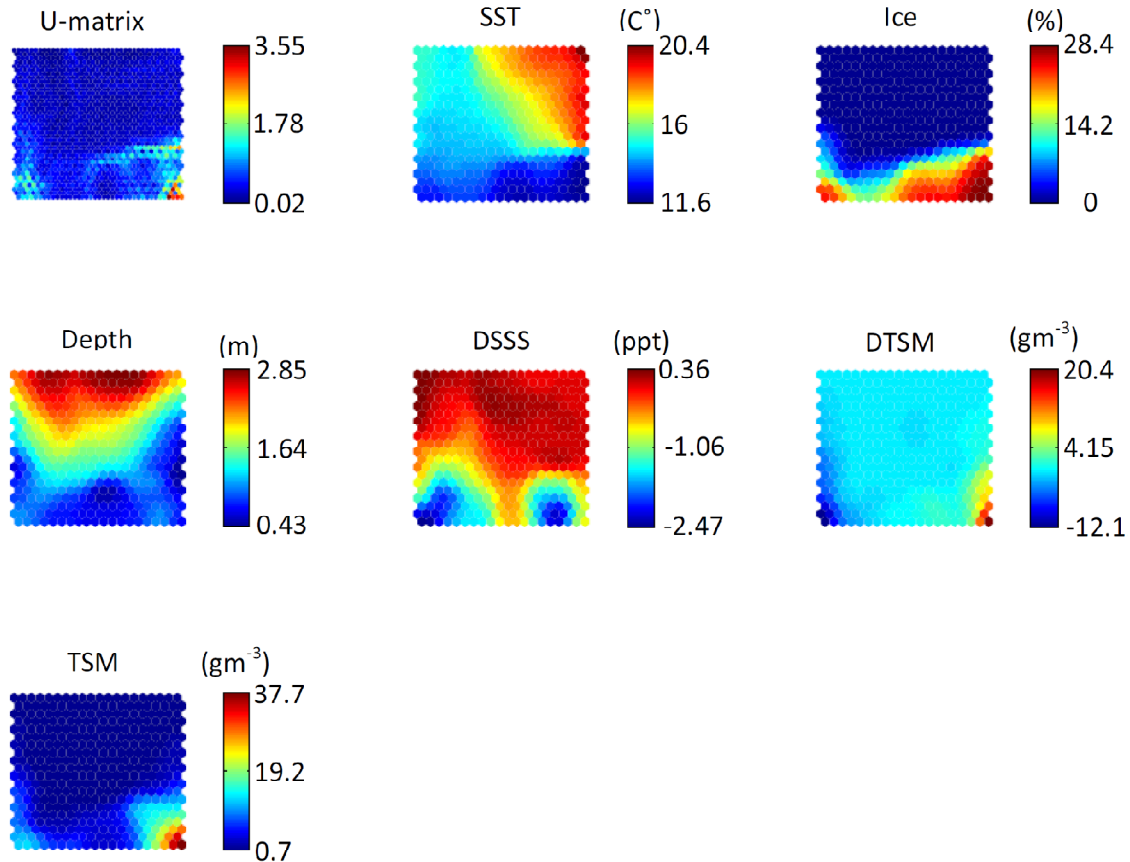 U-matrix
3.55
1.78
0.02
SST
(C°)
20.4
16
11.6
Ice
(%)
28.4
14.2
0
Depth
(m)
2.85
1.64
0.43
DSSS
(ppt)
0.36
-1.06
-2.47
DTSM
(gm⁻³)
20.4
4.15
-12.1
TSM
(gm⁻³)
37.7
19.2
0.7